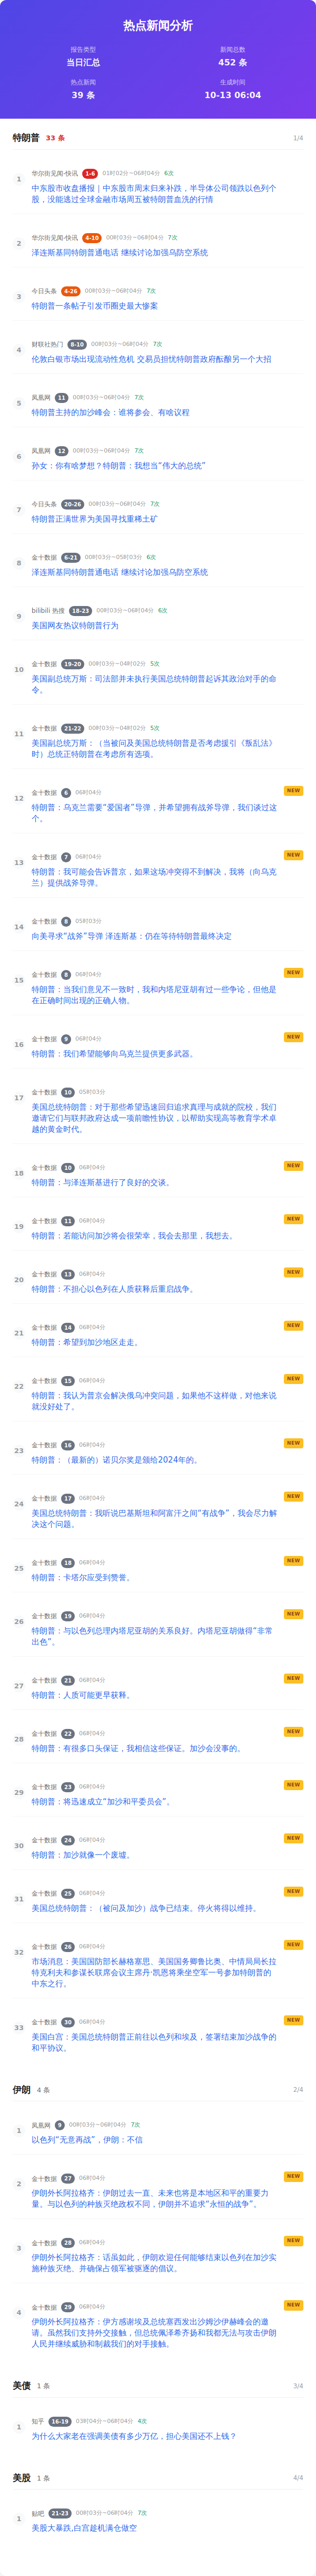 热点新闻分析
报告类型
新闻总数
当日汇总
452 条
热点新闻
生成时间
39 条
10-13 06:04
特朗普 33 条 1/4
1
华尔街见闻-快讯 1-6 01时02分~06时04分 6次
中东股市收盘播报｜中东股市周末归来补跌，半导体公司领跌以色列个
股，没能逃过全球金融市场周五被特朗普血洗的行情
2
华尔街见闻-快讯 4-10 00时03分~06时04分 7次
泽连斯基同特朗普通电话 继续讨论加强乌防空系统
3
今日头条 4-26 00时03分~06时04分 7次
特朗普一条帖子引发币圈史最大惨案
4
财联社热门 8-10 00时03分~06时04分 7次
伦敦白银市场出现流动性危机 交易员担忧特朗普政府酝酿另一个大招
5
凤凰网 11 00时03分~06时04分 7次
特朗普主持的加沙峰会：谁将参会、有啥议程
6
凤凰网 12 00时03分~06时04分 7次
孙女：你有啥梦想？特朗普：我想当“伟大的总统”
7
今日头条 20-26 00时03分~06时04分 7次
特朗普正满世界为美国寻找重稀土矿
8
金十数据 6-21 00时03分~05时03分 6次
泽连斯基同特朗普通电话 继续讨论加强乌防空系统
9
bilibili 热搜 18-23 00时03分~06时04分 6次
美国网友热议特朗普行为
10
金十数据 19-20 00时03分~04时02分 5次
美国副总统万斯：司法部并未执行美国总统特朗普起诉其政治对手的命
令。
11
金十数据 21-22 00时03分~04时02分 5次
美国副总统万斯：（当被问及美国总统特朗普是否考虑援引《叛乱法》
时）总统正特朗普在考虑所有选项。
12
金十数据 6 06时04分 NEW
特朗普：乌克兰需要“爱国者”导弹，并希望拥有战斧导弹，我们谈过这
个。
13
金十数据 7 06时04分 NEW
特朗普：我可能会告诉普京，如果这场冲突得不到解决，我将（向乌克
兰）提供战斧导弹。
14
金十数据 8 05时03分
向美寻求“战斧”导弹 泽连斯基：仍在等待特朗普最终决定
15
金十数据 8 06时04分 NEW
特朗普：当我们意见不一致时，我和内塔尼亚胡有过一些争论，但他是
在正确时间出现的正确人物。
16
金十数据 9 06时04分 NEW
特朗普：我们希望能够向乌克兰提供更多武器。
17
金十数据 10 05时03分
美国总统特朗普：对于那些希望迅速回归追求真理与成就的院校，我们
邀请它们与联邦政府达成一项前瞻性协议，以帮助实现高等教育学术卓
越的黄金时代。
18
金十数据 10 06时04分 NEW
特朗普：与泽连斯基进行了良好的交谈。
19
金十数据 11 06时04分 NEW
特朗普：若能访问加沙将会很荣幸，我会去那里，我想去。
20
金十数据 13 06时04分 NEW
特朗普：不担心以色列在人质获释后重启战争。
21
金十数据 14 06时04分 NEW
特朗普：希望到加沙地区走走。
22
金十数据 15 06时04分 NEW
特朗普：我认为普京会解决俄乌冲突问题，如果他不这样做，对他来说
就没好处了。
23
金十数据 16 06时04分 NEW
特朗普：（最新的）诺贝尔奖是颁给2024年的。
24
金十数据 17 06时04分 NEW
美国总统特朗普：我听说巴基斯坦和阿富汗之间“有战争”，我会尽力解
决这个问题。
25
金十数据 18 06时04分 NEW
特朗普：卡塔尔应受到赞誉。
26
金十数据 19 06时04分 NEW
特朗普：与以色列总理内塔尼亚胡的关系良好。内塔尼亚胡做得“非常
出色”。
27
金十数据 21 06时04分 NEW
特朗普：人质可能更早获释。
28
金十数据 22 06时04分 NEW
特朗普：有很多口头保证，我相信这些保证。加沙会没事的。
29
金十数据 23 06时04分 NEW
特朗普：将迅速成立“加沙和平委员会”。
30
金十数据 24 06时04分 NEW
特朗普：加沙就像一个废墟。
31
金十数据 25 06时04分 NEW
美国总统特朗普：（被问及加沙）战争已结束。停火将得以维持。
32
金十数据 26 06时04分 NEW
市场消息：美国国防部长赫格塞思、美国国务卿鲁比奥、中情局局长拉
特克利夫和参谋长联席会议主席丹·凯恩将乘坐空军一号参加特朗普的
中东之行。
33
金十数据 30 06时04分 NEW
美国白宫：美国总统特朗普正前往以色列和埃及，签署结束加沙战争的
和平协议。
伊朗 4 条 2/4
1
凤凰网 9 00时03分~06时04分 7次
以色列“无意再战”，伊朗：不信
2
金十数据 27 06时04分 NEW
伊朗外长阿拉格齐：伊朗过去一直、未来也将是本地区和平的重要力
量。与以色列的种族灭绝政权不同，伊朗并不追求“永恒的战争”。
3
金十数据 28 06时04分 NEW
伊朗外长阿拉格齐：话虽如此，伊朗欢迎任何能够结束以色列在加沙实
施种族灭绝、并确保占领军被驱逐的倡议。
4
金十数据 29 06时04分 NEW
伊朗外长阿拉格齐：伊方感谢埃及总统塞西发出沙姆沙伊赫峰会的邀
请。虽然我们支持外交接触，但总统佩泽希齐扬和我都无法与攻击伊朗
人民并继续威胁和制裁我们的对手接触。
美债 1 条 3/4
1
知乎 16-19 03时04分~06时04分 4次
为什么大家老在强调美债有多少万亿，担心美国还不上钱？
美股 1 条 4/4
1
贴吧 21-23 00时03分~06时04分 7次
美股大暴跌,白宫趁机满仓做空